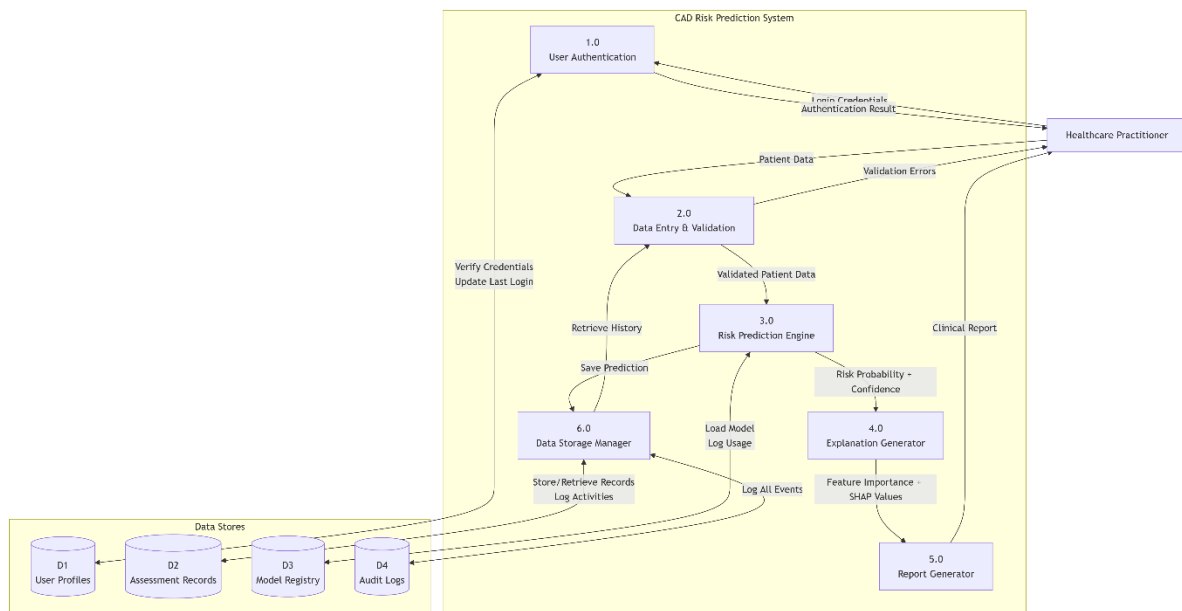 CAD Risk Prediction System
1.0
User Authentication
Login Credentials
Authentication Result
Healthcare Practitioner
Patient Data
Validation Errors
2.0
Data Entry & Validation
Verify Credentials
Update Last Login
Validated Patient Data
Retrieve History
3.0
Risk Prediction Engine
Clinical Report
Save Prediction
Risk Probability +
Confidence
6.0
Data Storage Manager
Load Model
Log Usage
4.0
Explanation Generator
Store/Retrieve Records
Log Activities
Log All Events
Feature Importance +
SHAP Values
Data Stores
D1
User Profiles
D2
Assessment Records
D3
Model Registry
D4
Audit Logs
5.0
Report Generator